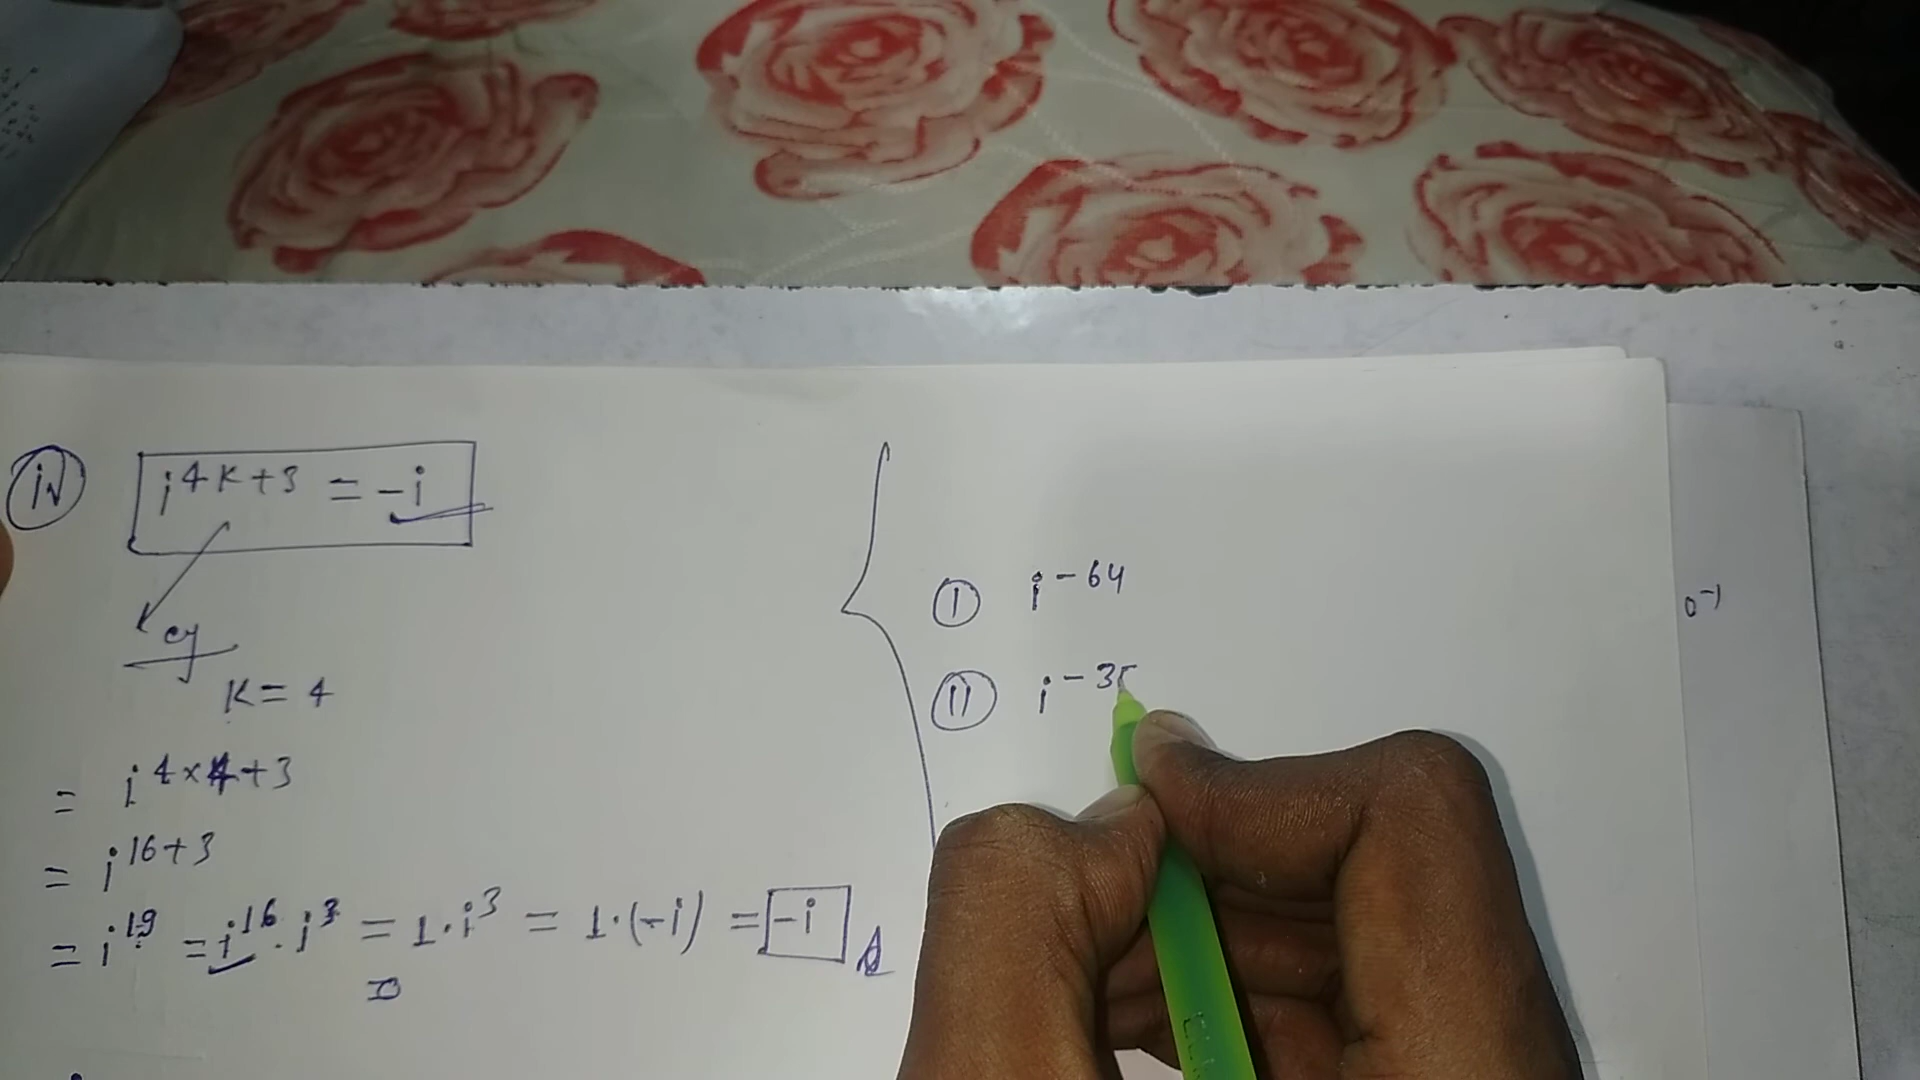 iv i^4K+3 = -i
eg
K = 4
= i^4×4+3
= i^16+3
= i^19 = i^16 · i^3 = 1·i^3 = 1·(-i) = -i
I i^-64
II i^-35
0-1